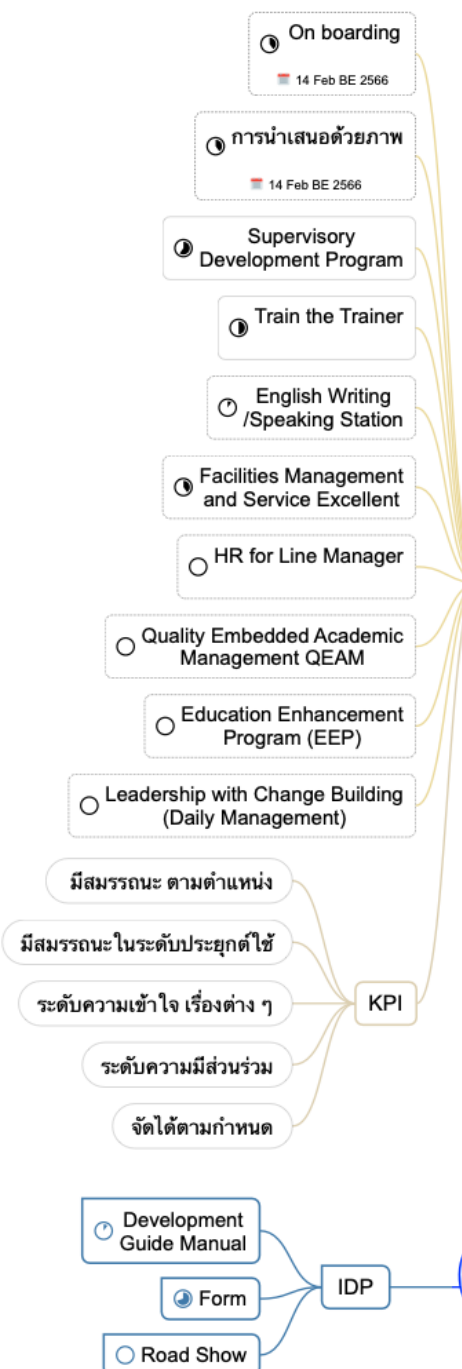 On boarding
14 Feb BE 2566
การนำเสนอด้วยภาพ
14 Feb BE 2566
Supervisory
Development Program
Train the Trainer
English Writing
/Speaking Station
Facilities Management
and Service Excellent
HR for Line Manager
Quality Embedded Academic
Management QEAM
Education Enhancement
Program (EEP)
Leadership with Change Building
(Daily Management)
มีสมรรถนะ ตามตำแหน่ง
มีสมรรถนะในระดับประยุกต์ใช้
ระดับความเข้าใจ เรื่องต่าง ๆ
ระดับความมีส่วนร่วม
จัดได้ตามกำหนด
KPI
Development
Guide Manual
Form
Road Show
IDP